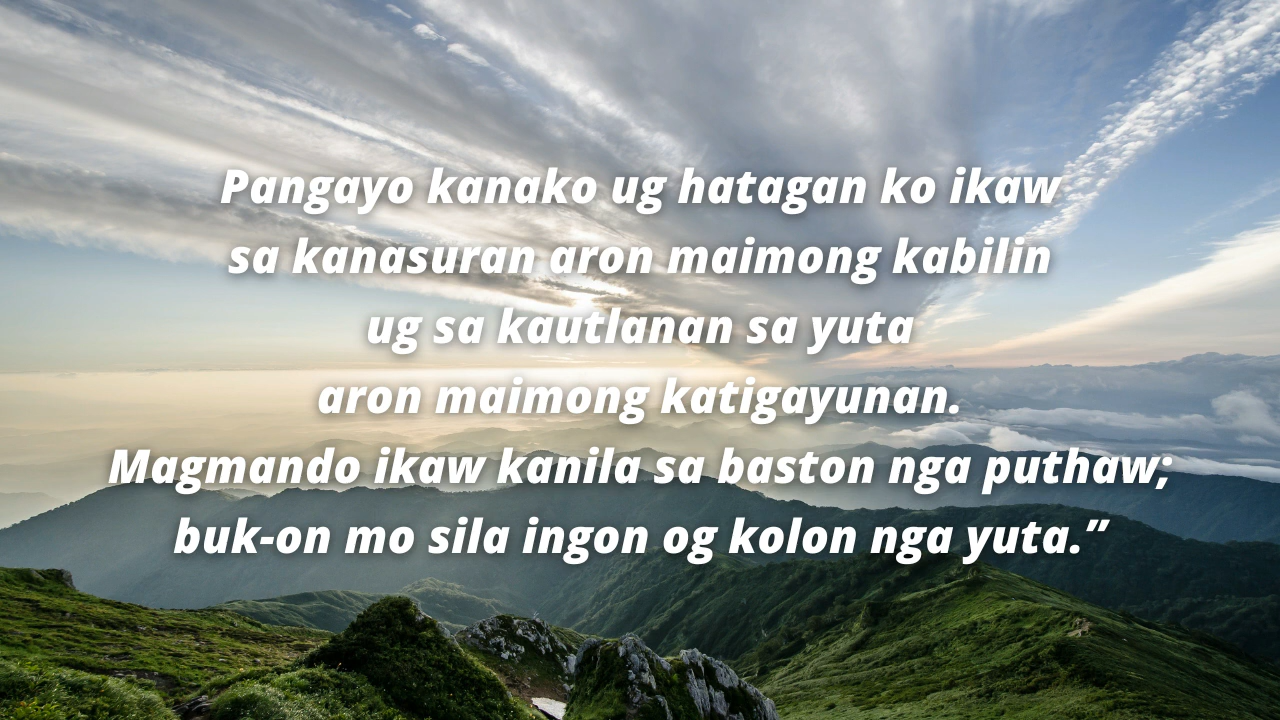 Pangayo kanako ug hatagan ko ikaw
sa kanasuran aron maimong kabilin
ug sa kautlanan sa yuta
aron maimong katigayunan.
Magmando ikaw kanila sa baston nga puthaw;
buk-on mo sila ingon og kolon nga yuta.”